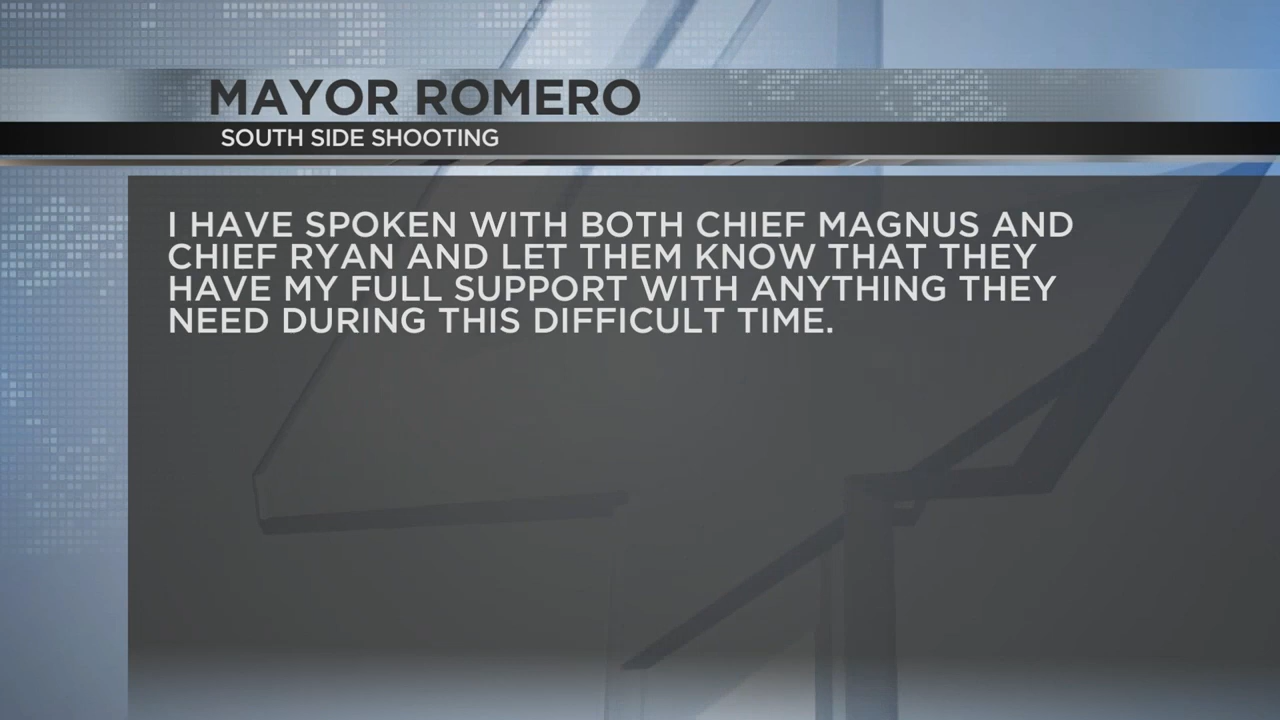 MAYOR ROMERO
SOUTH SIDE SHOOTING
I HAVE SPOKEN WITH BOTH CHIEF MAGNUS AND
CHIEF RYAN AND LET THEM KNOW THAT THEY
HAVE MY FULL SUPPORT WITH ANYTHING THEY
NEED DURING THIS DIFFICULT TIME.